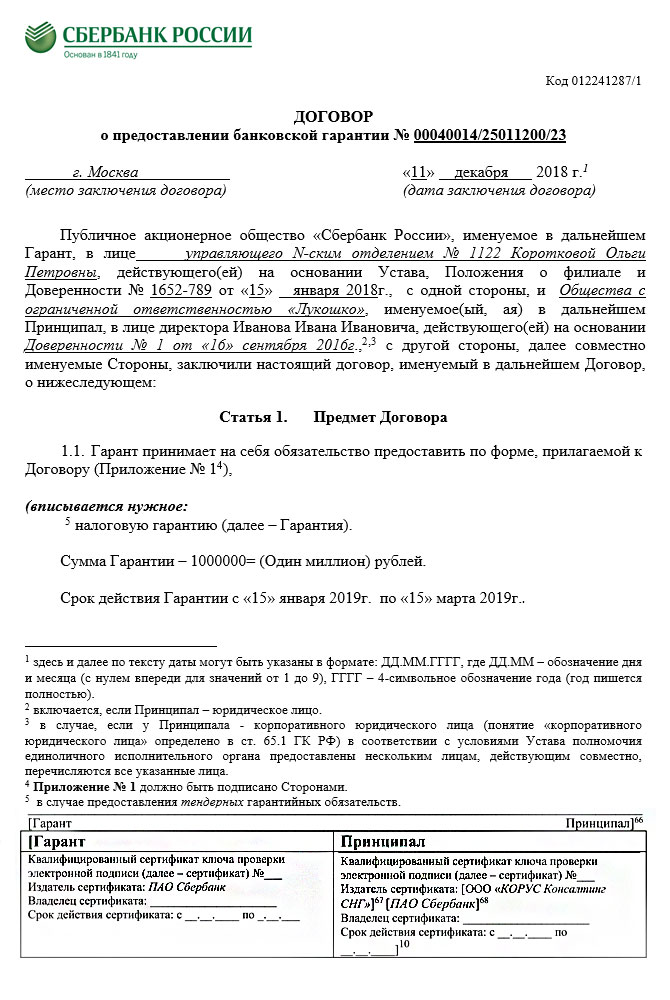 СБЕРБАНК РОССИИ
Основан в 1841 году
Код 012241287/1
ДОГОВОР
о предоставлении банковской гарантии № 00040014/25011200/23
г. Москва «11» декабря 2018 г.1
(место заключения договора) (дата заключения договора)
Публичное акционерное общество «Сбербанк России», именуемое в дальнейшем
Гарант, в лице управляющего N-ским отделением № 1122 Коротковой Ольги
Петровны, действующего(ей) на основании Устава, Положения о филиале и
Доверенности № 1652-789 от «15» января 2018г., с одной стороны, и Общества с
ограниченной ответственностью «Лукошко», именуемое(ый, ая) в дальнейшем
Принципал, в лице директора Иванова Ивана Ивановича, действующего(ей) на основании
Доверенности № 1 от «16» сентября 2016г.,2,3 с другой стороны, далее совместно
именуемые Стороны, заключили настоящий договор, именуемый в дальнейшем Договор,
о нижеследующем:
Статья 1. Предмет Договора
1.1. Гарант принимает на себя обязательство предоставить по форме, прилагаемой к
Договору (Приложение № 14),
(вписывается нужное:
5 налоговую гарантию (далее – Гарантия).
Сумма Гарантии – 1000000= (Один миллион) рублей.
Срок действия Гарантии с «15» января 2019г. по «15» марта 2019г..
1 здесь и далее по тексту даты могут быть указаны в формате: ДД.ММ.ГГГГ, где ДД.ММ – обозначение дня
и месяца (с нулем впереди для значений от 1 до 9), ГГГГ – 4-символьное обозначение года (год пишется
полностью).
2 включается, если Принципал – юридическое лицо.
3 в случае, если у Принципала - корпоративного юридического лица (понятие «корпоративного
юридического лица» определено в ст. 65.1 ГК РФ) в соответствии с условиями Устава полномочия
единоличного исполнительного органа предоставлены нескольким лицам, действующим совместно,
перечисляются все указанные лица.
4 Приложение № 1 должно быть подписано Сторонами.
5 в случае предоставления тендерных гарантийных обязательств.
[Гарант Принципал]66
[Гарант
Квалифицированный сертификат ключа проверки
электронной подписи (далее – сертификат) №___
Издатель сертификата: ПАО Сбербанк
Владелец сертификата: ____________________
Срок действия сертификата: с __.__.____ по _.__.___
Принципал
Квалифицированный сертификат ключа проверки
электронной подписи (далее – сертификат) №___
Издатель сертификата: [ООО «КОРУС Консалтинг
СНГ»]67 [ПАО Сбербанк]68
Владелец сертификата: ____________________
Срок действия сертификата: с __.__.____ по
__.__.____]10